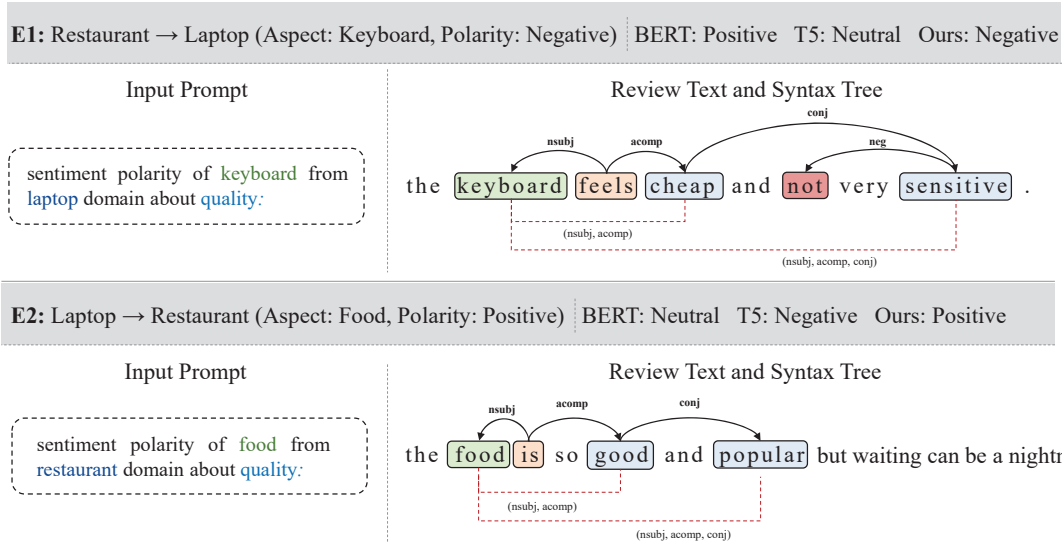 E1: Restaurant → Laptop (Aspect: Keyboard, Polarity: Negative) BERT: Positive T5: Neutral Ours: Negative
Input Prompt
Review Text and Syntax Tree
sentiment polarity of keyboard from
laptop domain about quality:
conj
nsubj acomp neg
the keyboard feels cheap and not very sensitive .
(nsubj, acomp)
(nsubj, acomp, conj)
E2: Laptop → Restaurant (Aspect: Food, Polarity: Positive) BERT: Neutral T5: Negative Ours: Positive
Input Prompt
Review Text and Syntax Tree
sentiment polarity of food from
restaurant domain about quality:
nsubj acomp conj
the food is so good and popular but waiting can be a nightm
(nsubj, acomp)
(nsubj, acomp, conj)